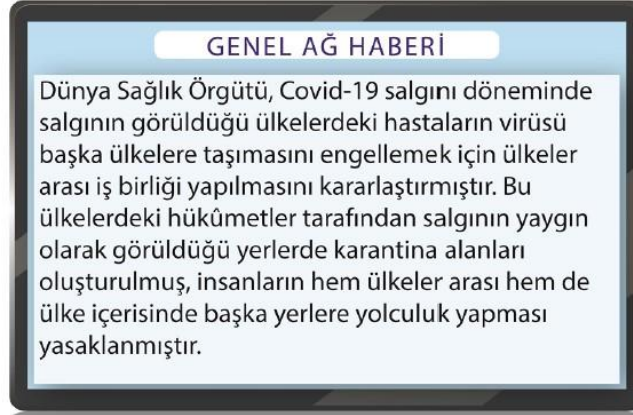 GENEL AĞ HABERİ
Dünya Sağlık Örgütü, Covid-19 salgını döneminde
salgının görüldüğü ülkelerdeki hastaların virüsü
başka ülkelere taşımasını engellemek için ülkeler
arası iş birliği yapılmasını kararlaştırmıştır. Bu
ülkelerdeki hükûmetler tarafından salgının yaygın
olarak görüldüğü yerlerde karantina alanları
oluşturulmuş, insanların hem ülkeler arası hem de
ülke içerisinde başka yerlere yolculuk yapması
yasaklanmıştır.